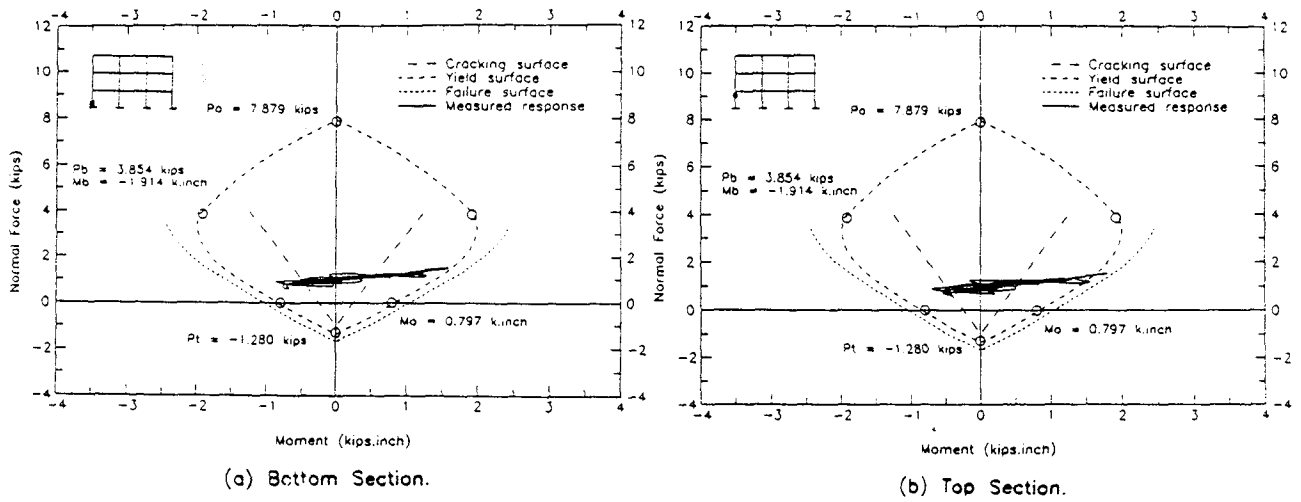 -4 -3 -2 -1 0 1 2 3 4
12
10
8
6
4
2
0
-2
-4
12
10
8
6
4
2
0
-2
-4
-4 -3 -2 -1 0 1 2 3 4
Normal Force (kips)
Moment (kips.inch)
Cracking surface
Yield surface
Failure surface
Measured response
Po = 7.879 kips
Pb = 3.854 kips
Mb = -1.914 k.inch
Mo = 0.797 k.inch
Pt = -1.280 kips
(a) Bottom Section.
-4 -3 -2 -1 0 1 2 3 4
12
10
8
6
4
2
0
-2
-4
12
10
8
6
4
2
0
-2
-4
-4 -3 -2 -1 0 1 2 3 4
Normal Force (kips)
Moment (kips.inch)
Cracking surface
Yield surface
Failure surface
Measured response
Po = 7.879 kips
Pb = 3.854 kips
Mb = -1.914 k.inch
Mo = 0.797 k.inch
Pt = -1.280 kips
(b) Top Section.